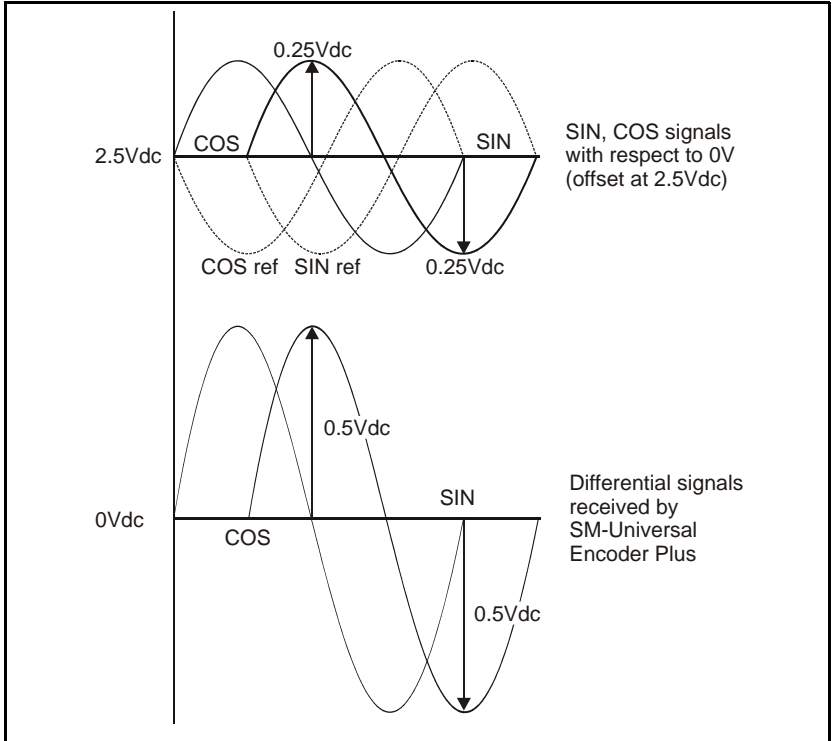 0.25Vdc
COS
SIN
2.5Vdc
SIN, COS signals
with respect to 0V
(offset at 2.5Vdc)
COS ref
SIN ref
0.25Vdc
0.5Vdc
SIN
0Vdc
COS
Differential signals
received by
SM-Universal
Encoder Plus
0.5Vdc